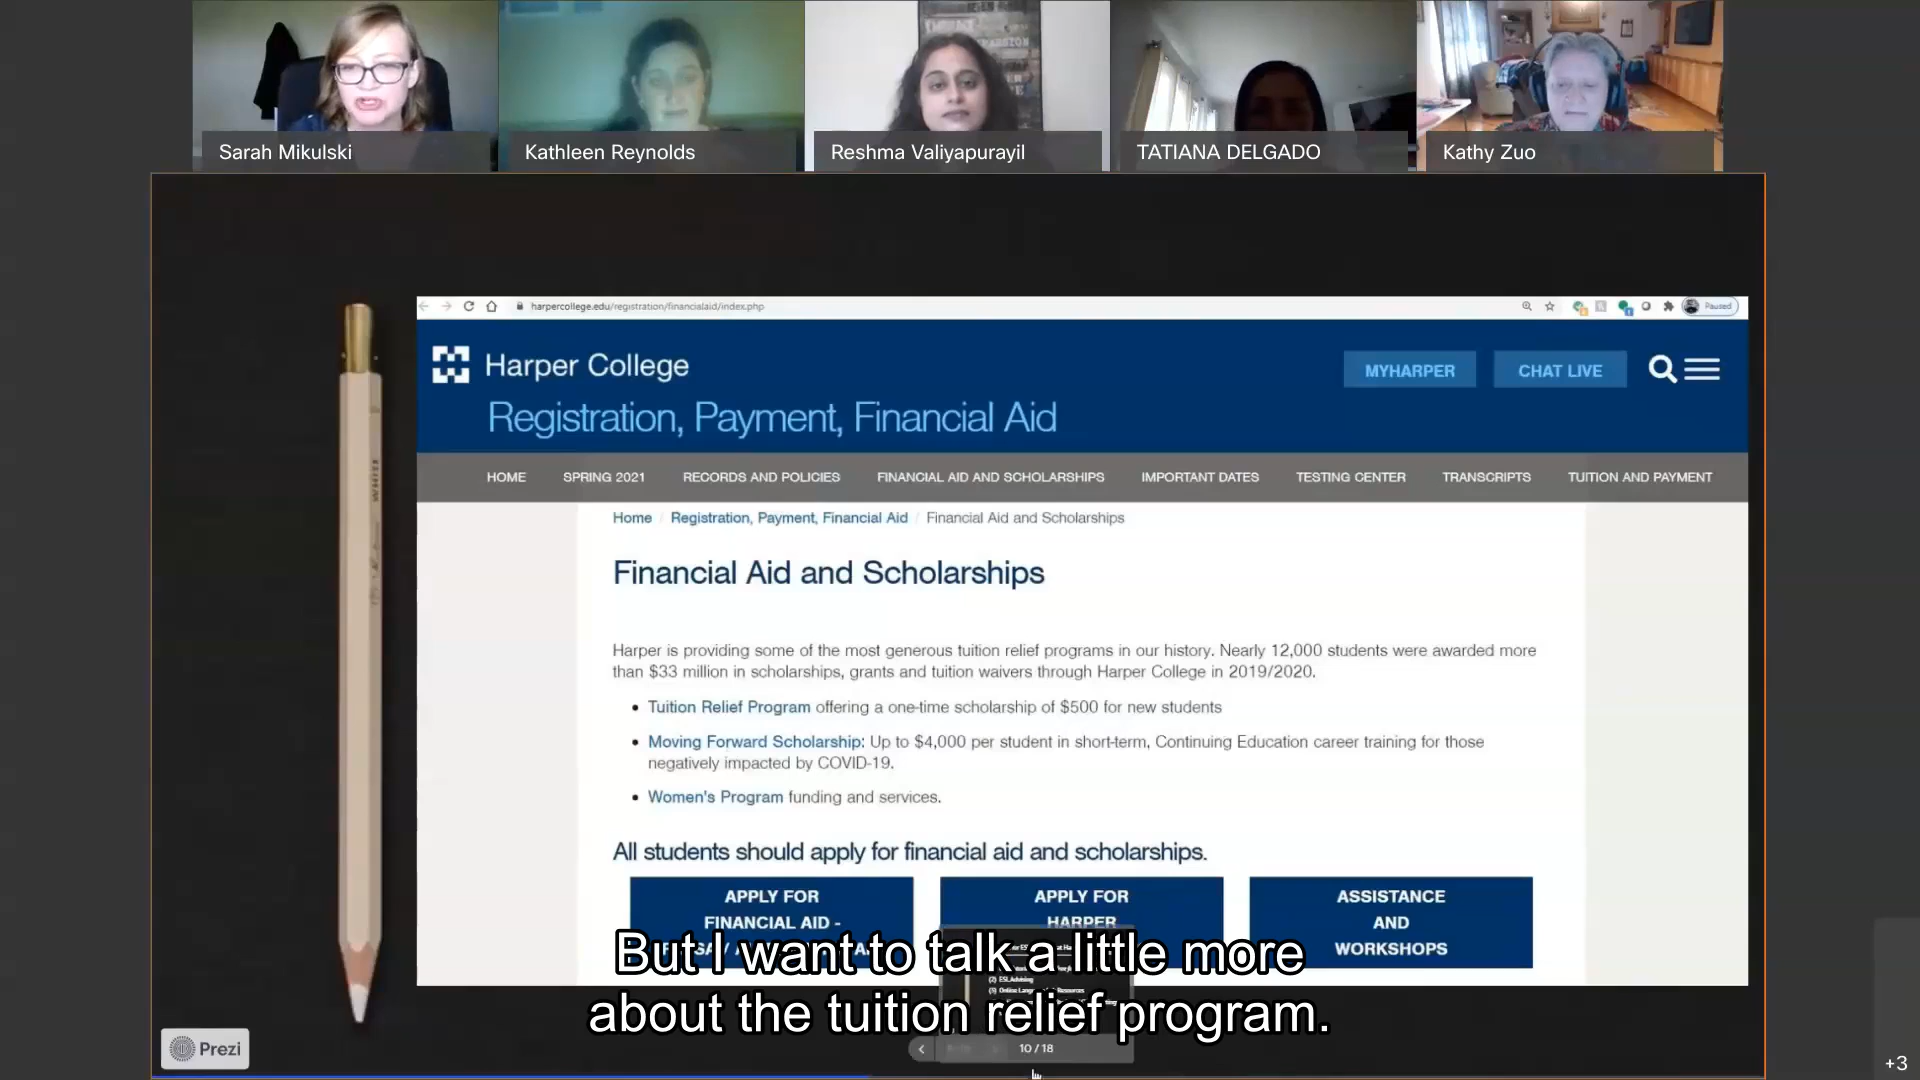 Sarah Mikulski
Kathleen Reynolds
Reshma Valiyapurayil
TATIANA DELGADO
Kathy Zuo
harpercollege.edu/registration/financialaid/index.php
Paused
Harper College
MYHARPER
CHAT LIVE
Registration, Payment, Financial Aid
HOME SPRING 2021 RECORDS AND POLICIES FINANCIAL AID AND SCHOLARSHIPS IMPORTANT DATES TESTING CENTER TRANSCRIPTS TUITION AND PAYMENT
Home / Registration, Payment, Financial Aid / Financial Aid and Scholarships
Financial Aid and Scholarships
Harper is providing some of the most generous tuition relief programs in our history. Nearly 12,000 students were awarded more
than $33 million in scholarships, grants and tuition waivers through Harper College in 2019/2020.
• Tuition Relief Program offering a one-time scholarship of $500 for new students
• Moving Forward Scholarship: Up to $4,000 per student in short-term, Continuing Education career training for those
negatively impacted by COVID-19.
• Women's Program funding and services.
All students should apply for financial aid and scholarships.
APPLY FOR
FINANCIAL AID -
APPLY FOR
HARPER
ASSISTANCE
AND
WORKSHOPS
But I want to talk a little more
about the tuition relief program.
WHITE
Prezi
10 / 18
+3